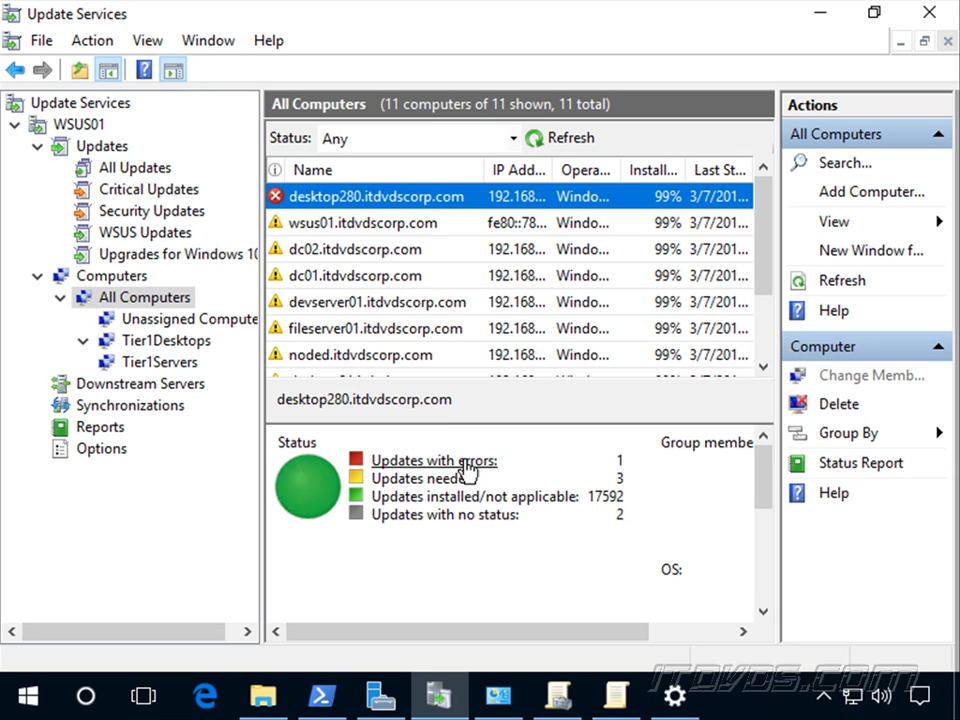 Update Services
File Action View Window Help
Update Services
WSUS01
Updates
All Updates
Critical Updates
Security Updates
WSUS Updates
Upgrades for Windows 10
Computers
All Computers
Unassigned Compute
Tier1Desktops
Tier1Servers
Downstream Servers
Synchronizations
Reports
Options
All Computers (11 computers of 11 shown, 11 total)
Status: Any Refresh
Name IP Add... Opera... Install... Last St...
desktop280.itdvdscorp.com 192.168... Windo... 99% 3/7/201...
wsus01.itdvdscorp.com fe80::78... Windo... 99% 3/7/201...
dc02.itdvdscorp.com 192.168... Windo... 99% 3/7/201...
dc01.itdvdscorp.com 192.168... Windo... 99% 3/7/201...
devserver01.itdvdscorp.com 192.168... Windo... 99% 3/7/201...
fileserver01.itdvdscorp.com 192.168... Windo... 99% 3/7/201...
noded.itdvdscorp.com 192.168... Windo... 99% 3/7/201...
desktop280.itdvdscorp.com
Status Group membe
Updates with errors: 1
Updates neede 3
Updates installed/not applicable: 17592
Updates with no status: 2
OS:
Actions
All Computers
Search...
Add Computer...
View
New Window f...
Refresh
Help
Computer
Change Memb...
Delete
Group By
Status Report
Help
ITDVDS.COM